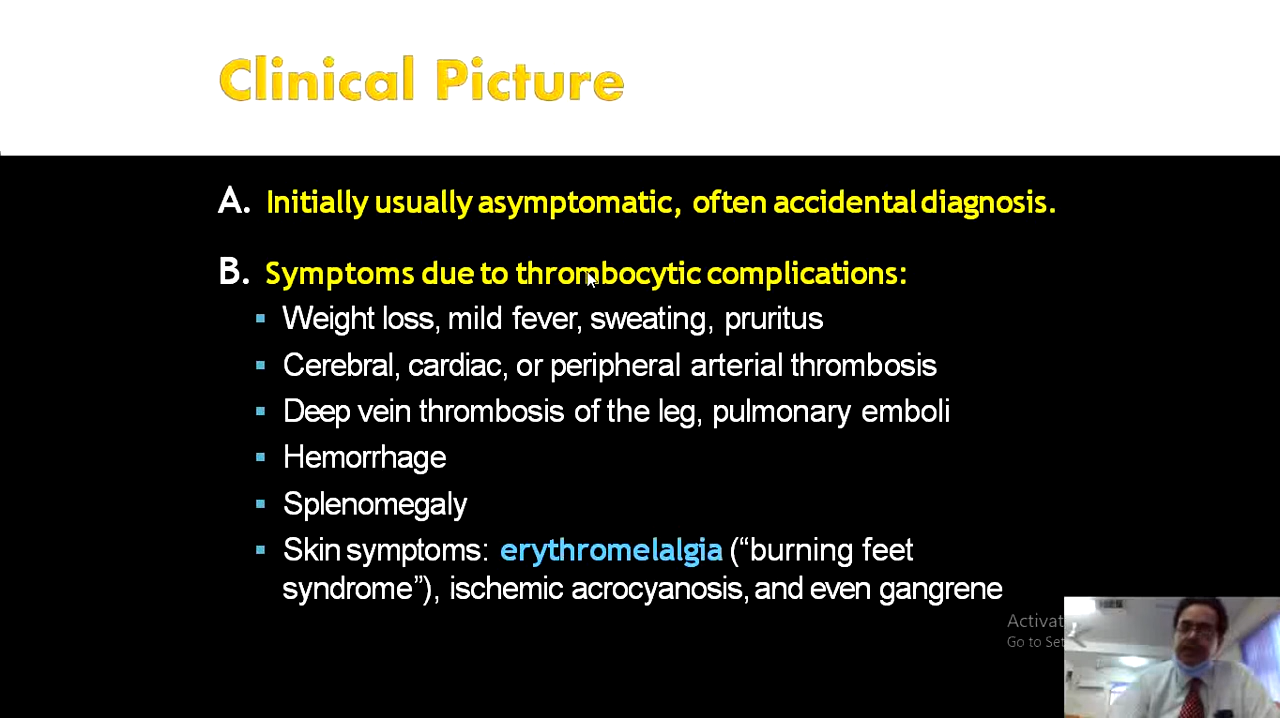 Clinical Picture
A. Initially usually asymptomatic, often accidental diagnosis.
B. Symptoms due to thrombocytic complications:
▪ Weight loss, mild fever, sweating, pruritus
▪ Cerebral, cardiac, or peripheral arterial thrombosis
▪ Deep vein thrombosis of the leg, pulmonary emboli
▪ Hemorrhage
▪ Splenomegaly
▪ Skin symptoms: erythromelalgia (“burning feet
syndrome”), ischemic acrocyanosis, and even gangrene
Activat
Go to Set